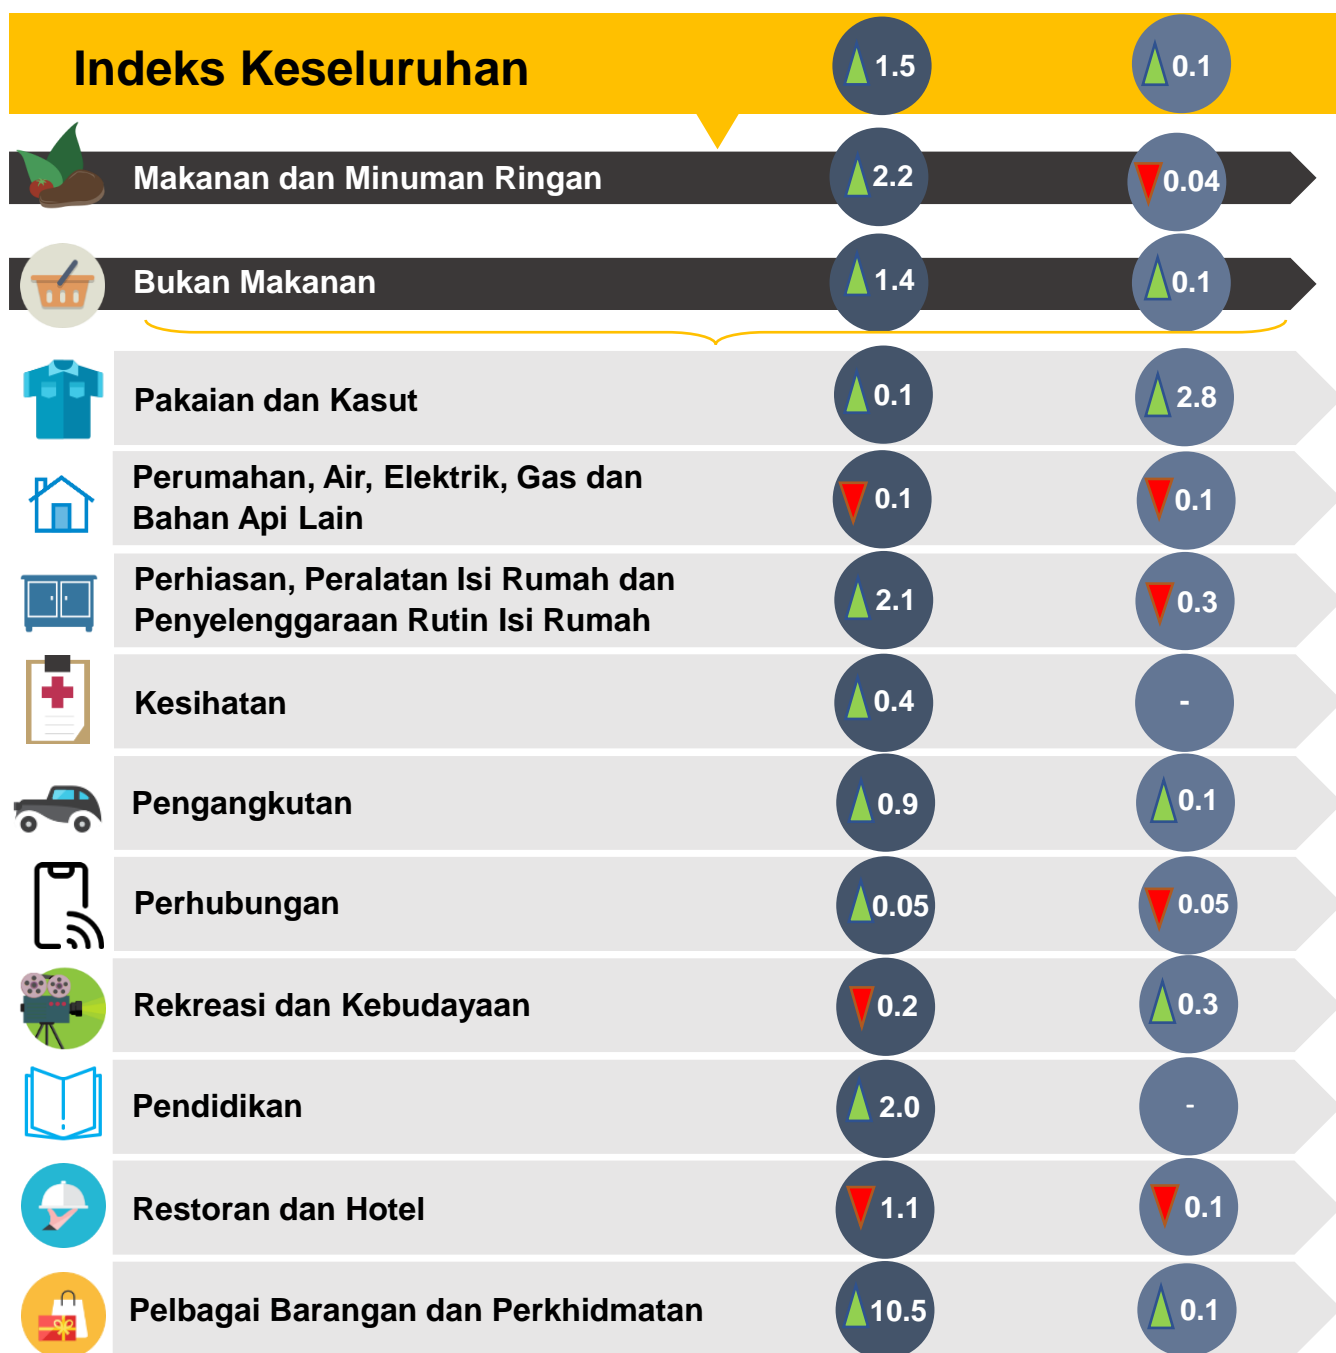 Indeks Keseluruhan 1.5 0.1
Makanan dan Minuman Ringan 2.2 0.04
Bukan Makanan 1.4 0.1
Pakaian dan Kasut 0.1 2.8
Perumahan, Air, Elektrik, Gas dan
Bahan Api Lain 0.1 0.1
Perhiasan, Peralatan Isi Rumah dan
Penyelenggaraan Rutin Isi Rumah 2.1 0.3
Kesihatan 0.4 -
Pengangkutan 0.9 0.1
Perhubungan 0.05 0.05
Rekreasi dan Kebudayaan 0.2 0.3
Pendidikan 2.0 -
Restoran dan Hotel 1.1 0.1
Pelbagai Barangan dan Perkhidmatan 10.5 0.1